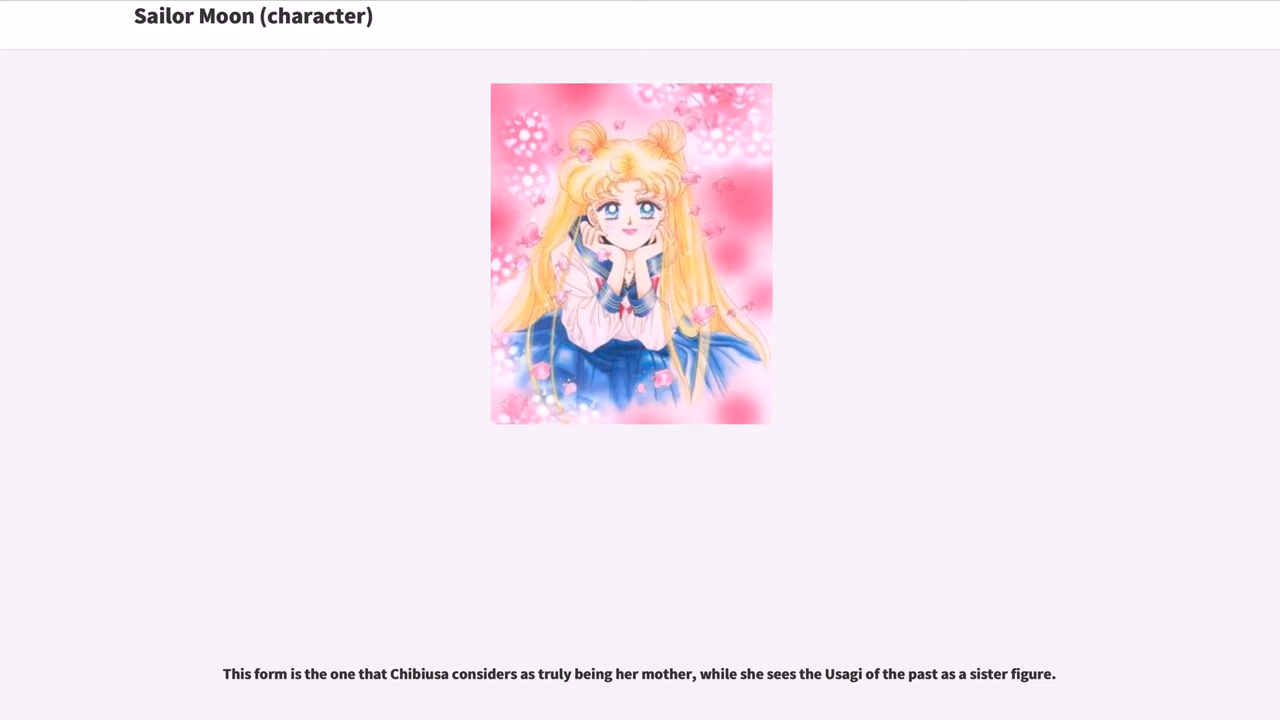 Sailor Moon (character)
This form is the one that Chibiusa considers as truly being her mother, while she sees the Usagi of the past as a sister figure.